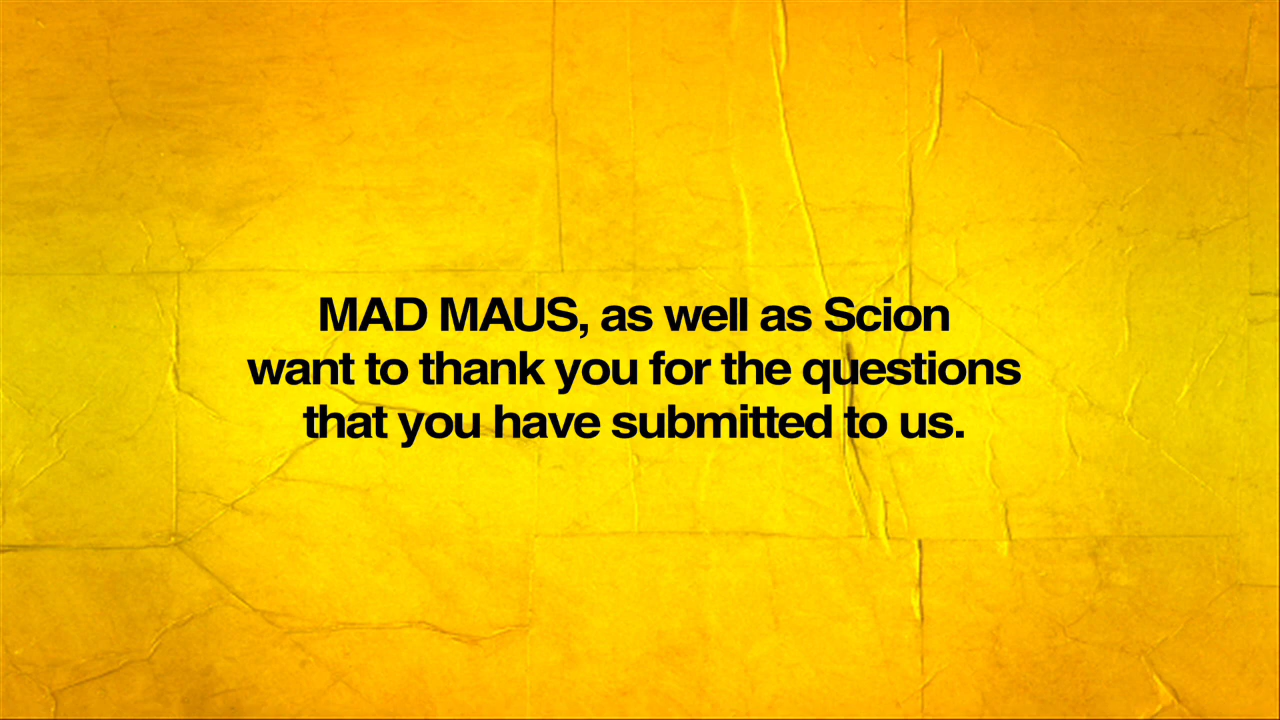 MAD MAUS, as well as Scion
want to thank you for the questions
that you have submitted to us.